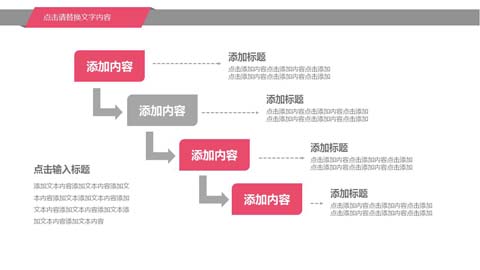 点击请替换文字内容
添加内容
添加标题
点击添加内容点击添加内容点击添加
点击添加内容点击添加内容点击添加
添加内容
添加标题
点击添加内容点击添加内容点击添加
点击添加内容点击添加内容点击添加
添加内容
添加标题
点击添加内容点击添加内容点击添加
点击添加内容点击添加内容点击添加
添加内容
添加标题
点击添加内容点击添加内容点击添加
点击添加内容点击添加内容点击添加
点击输入标题
添加文本内容添加文本内容添加文
本内容添加文本添加文本内容添加
文本内容添加文本内容添加文本添
加文本内容添加文本内容